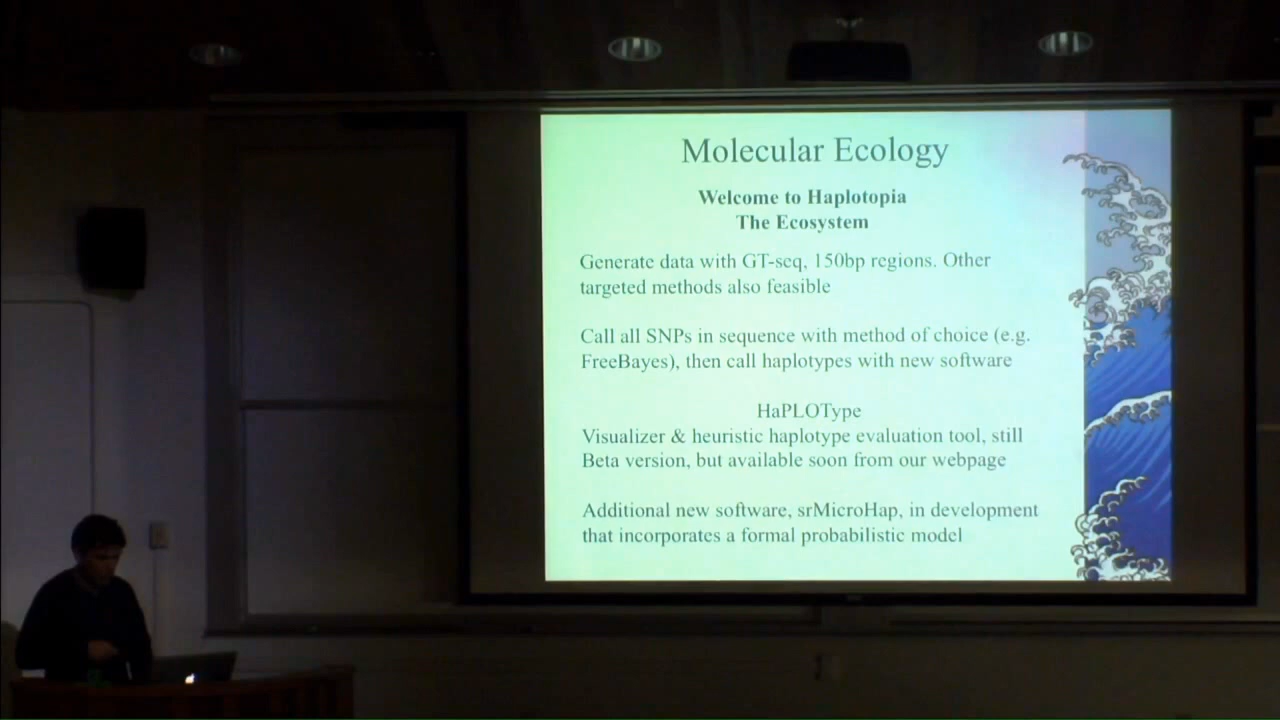 Molecular Ecology
Welcome to Haplotopia
The Ecosystem
Generate data with GT-seq, 150bp regions. Other
targeted methods also feasible
Call all SNPs in sequence with method of choice (e.g.
FreeBayes), then call haplotypes with new software
HaPLOType
Visualizer & heuristic haplotype evaluation tool, still
Beta version, but available soon from our webpage
Additional new software, srMicroHap, in development
that incorporates a formal probabilistic model